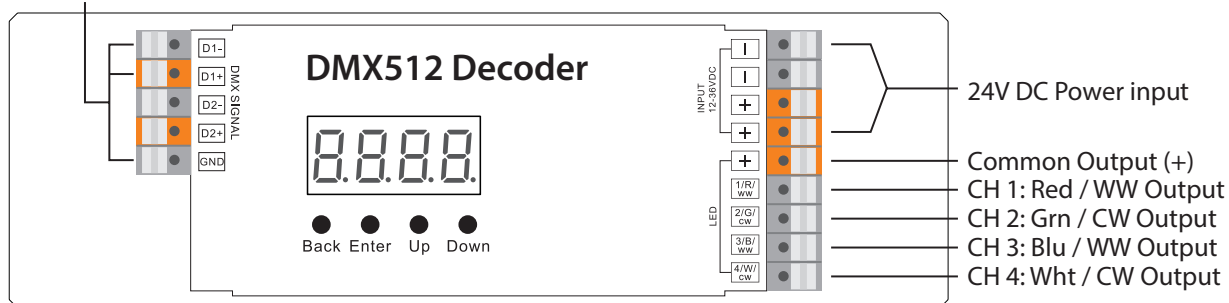 DMX512 Decoder
D1-
D1+
D2-
D2+
GND
DMX SIGNAL
8.8.8.8.
Back Enter Up Down
INPUT
12-36VDC
-
-
+
+
+
LED
1/R/
WW
2/G/
CW
3/B/
WW
4/W/
CW
24V DC Power input
Common Output (+)
CH 1: Red / WW Output
CH 2: Grn / CW Output
CH 3: Blu / WW Output
CH 4: Wht / CW Output